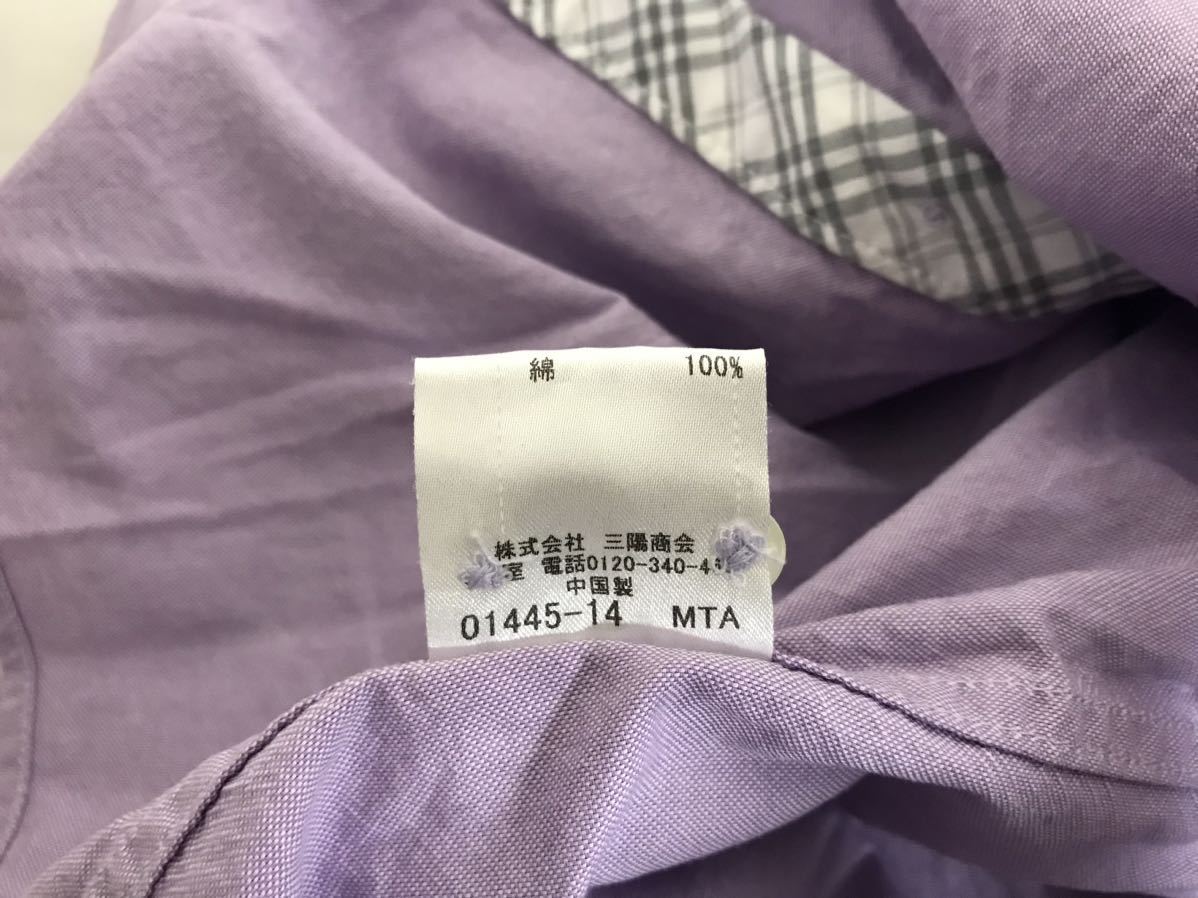 綿 100%
株式会社 三陽商会
室 電話0120-340-4
中国製
01445-14 MTA